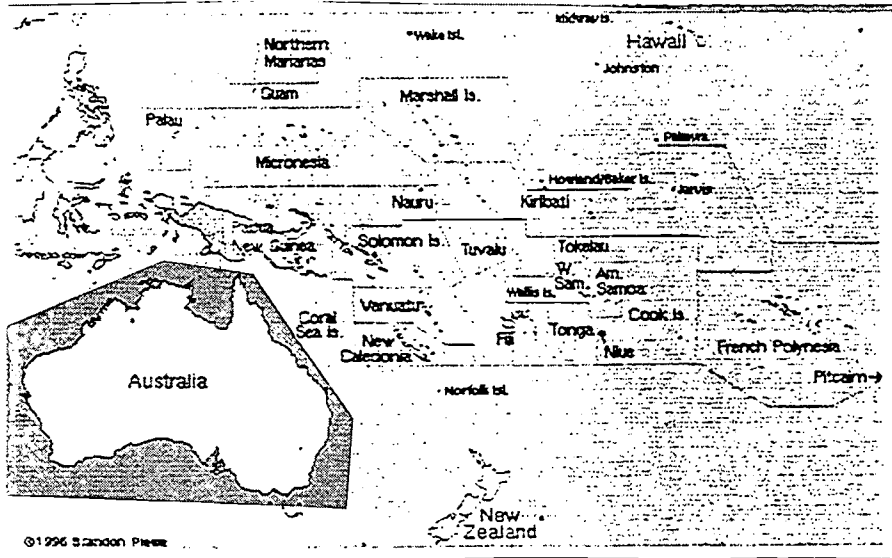 Midway Is.
Wake Isl.
Hawaii
Northern
Marianas
Johnston
Guam
Marshall Is.
Palau
Palmyra
Micronesia
Howland/Baker Is.
Jarvis
Nauru
Kiribati
Papua
New Guinea
Solomon Is.
Tuvalu
Tokelau
W.
Sam.
Am.
Samoa
Wallis Is.
Vanuatu
Coral
Sea Is.
Cook Is.
Fiji
Tonga
New
Caledonia
Niue
French Polynesia
Pitcairn→
Australia
Norfolk Isl.
New
Zealand
©1996